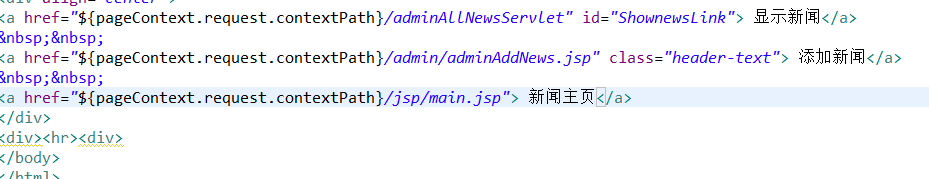 <div align="center">
<a href="${pageContext.request.contextPath}/adminAllNewsServlet" id="ShownewsLink"> 显示新闻</a>
&nbsp;&nbsp;
<a href="${pageContext.request.contextPath}/admin/adminAddNews.jsp" class="header-text"> 添加新闻</a>
&nbsp;&nbsp;
<a href="${pageContext.request.contextPath}/jsp/main.jsp"> 新闻主页</a>
</div>
<div><hr><div>
</body>
</html>